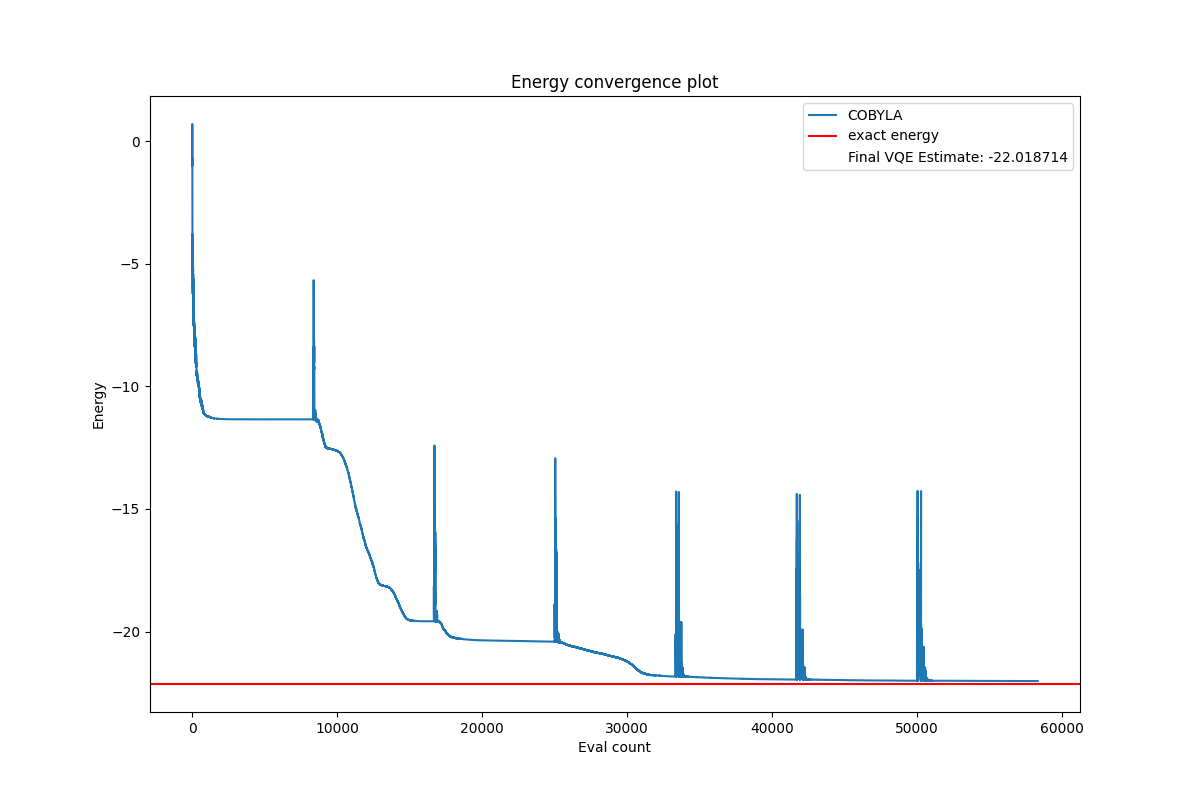 Energy convergence plot
COBYLA
exact energy
Final VQE Estimate: -22.018714
0
−5
−10
−15
−20
Energy
0
10000
20000
30000
40000
50000
60000
Eval count